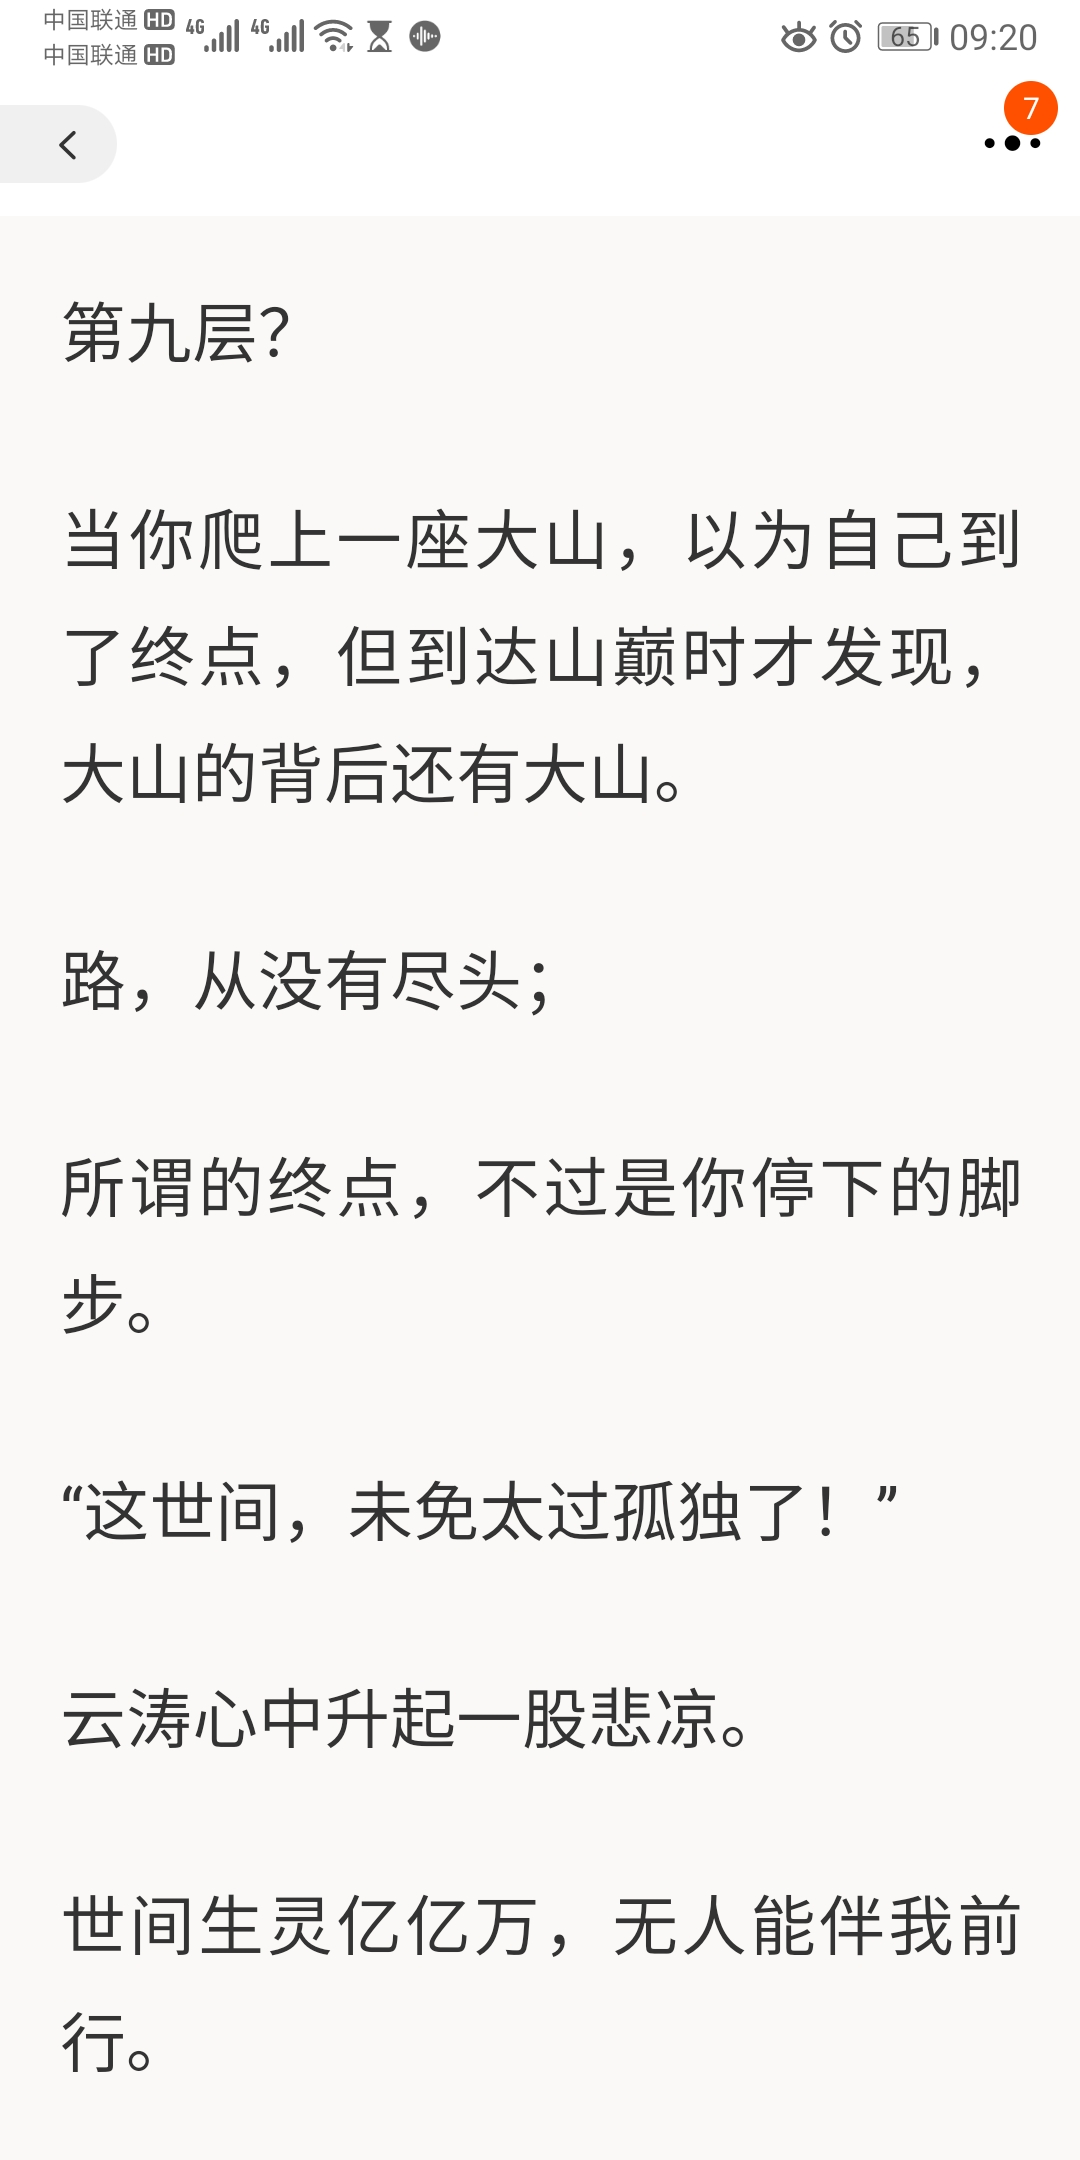 中国联通 HD 4G 4G 65 09:20
中国联通 HD
7
第九层？
当你爬上一座大山，以为自己到
了终点，但到达山巅时才发现，
大山的背后还有大山。
路，从没有尽头；
所谓的终点，不过是你停下的脚
步。
“这世间，未免太过孤独了！”
云涛心中升起一股悲凉。
世间生灵亿亿万，无人能伴我前
行。